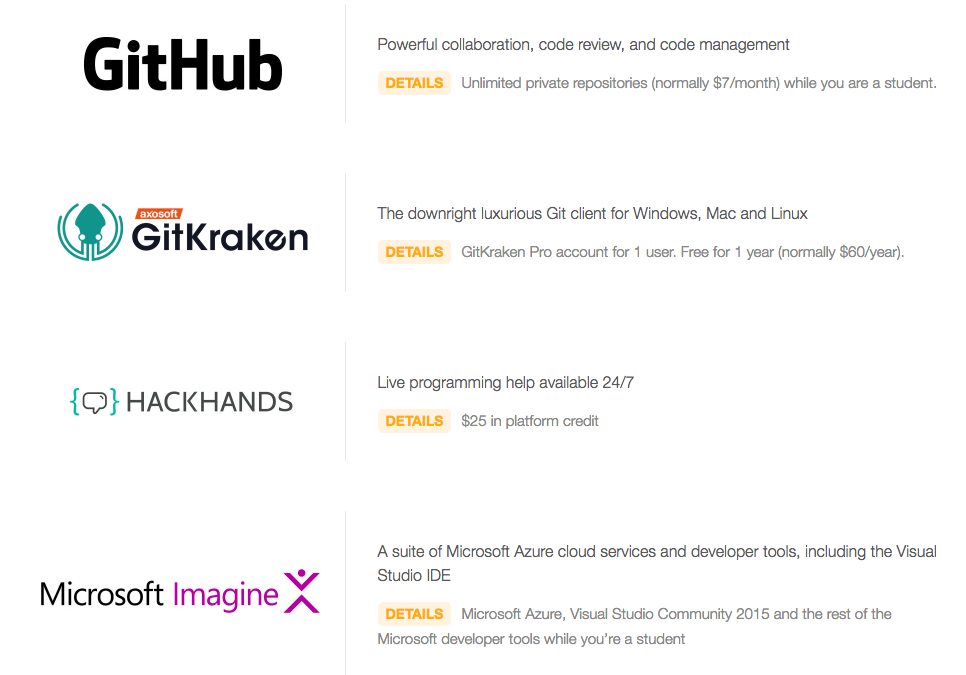 GitHub
Powerful collaboration, code review, and code management
DETAILS Unlimited private repositories (normally $7/month) while you are a student.
axosoft
GitKraken
The downright luxurious Git client for Windows, Mac and Linux
DETAILS GitKraken Pro account for 1 user. Free for 1 year (normally $60/year).
{ } HACKHANDS
Live programming help available 24/7
DETAILS $25 in platform credit
Microsoft Imagine
A suite of Microsoft Azure cloud services and developer tools, including the Visual
Studio IDE
DETAILS Microsoft Azure, Visual Studio Community 2015 and the rest of the
Microsoft developer tools while you’re a student